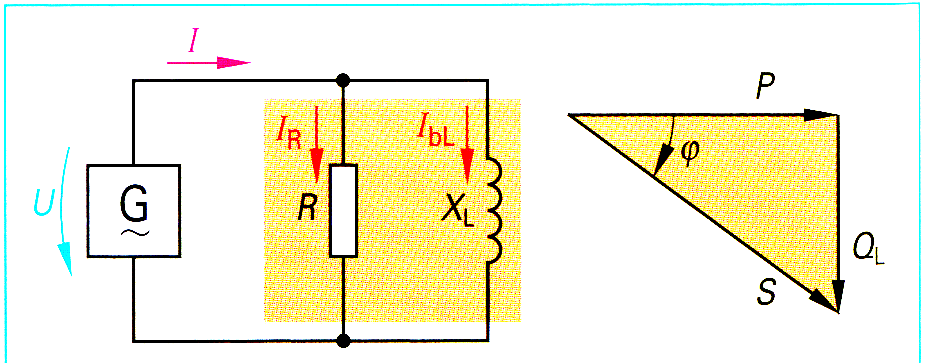 I
I_R
I_bL
U
G
~
R
X_L
P
φ
Q_L
S